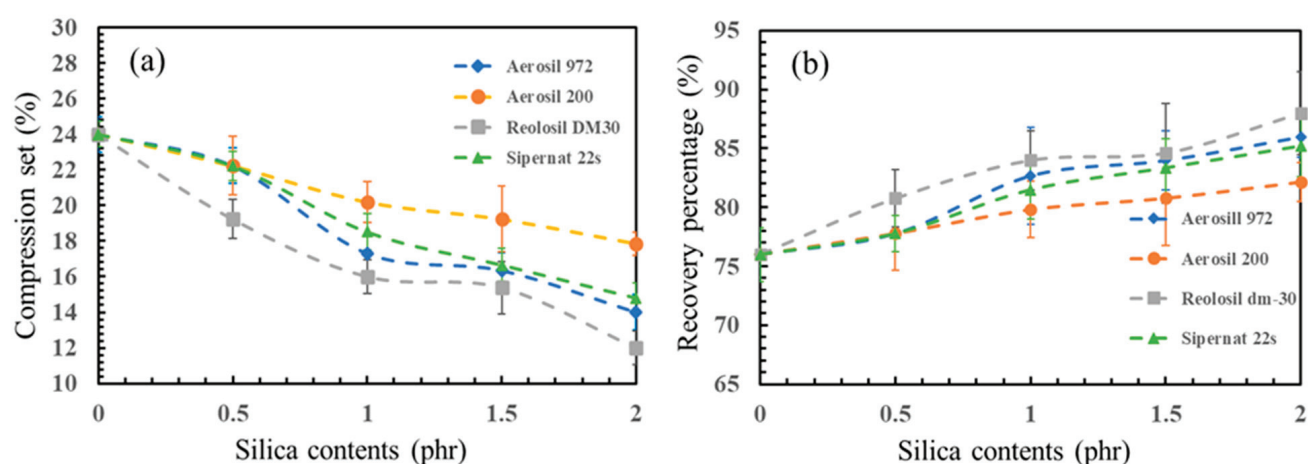 (a)
Compression set (%)
30
28
26
24
22
20
18
16
14
12
10
Aerosil 972
Aerosil 200
Reolosil DM30
Sipernat 22s
0
0.5
1
1.5
2
Silica contents (phr)
(b)
Recovery percentage (%)
95
90
85
80
75
70
65
Aerosill 972
Aerosil 200
Reolosil dm-30
Sipernat 22s
0
0.5
1
1.5
2
Silica contents (phr)